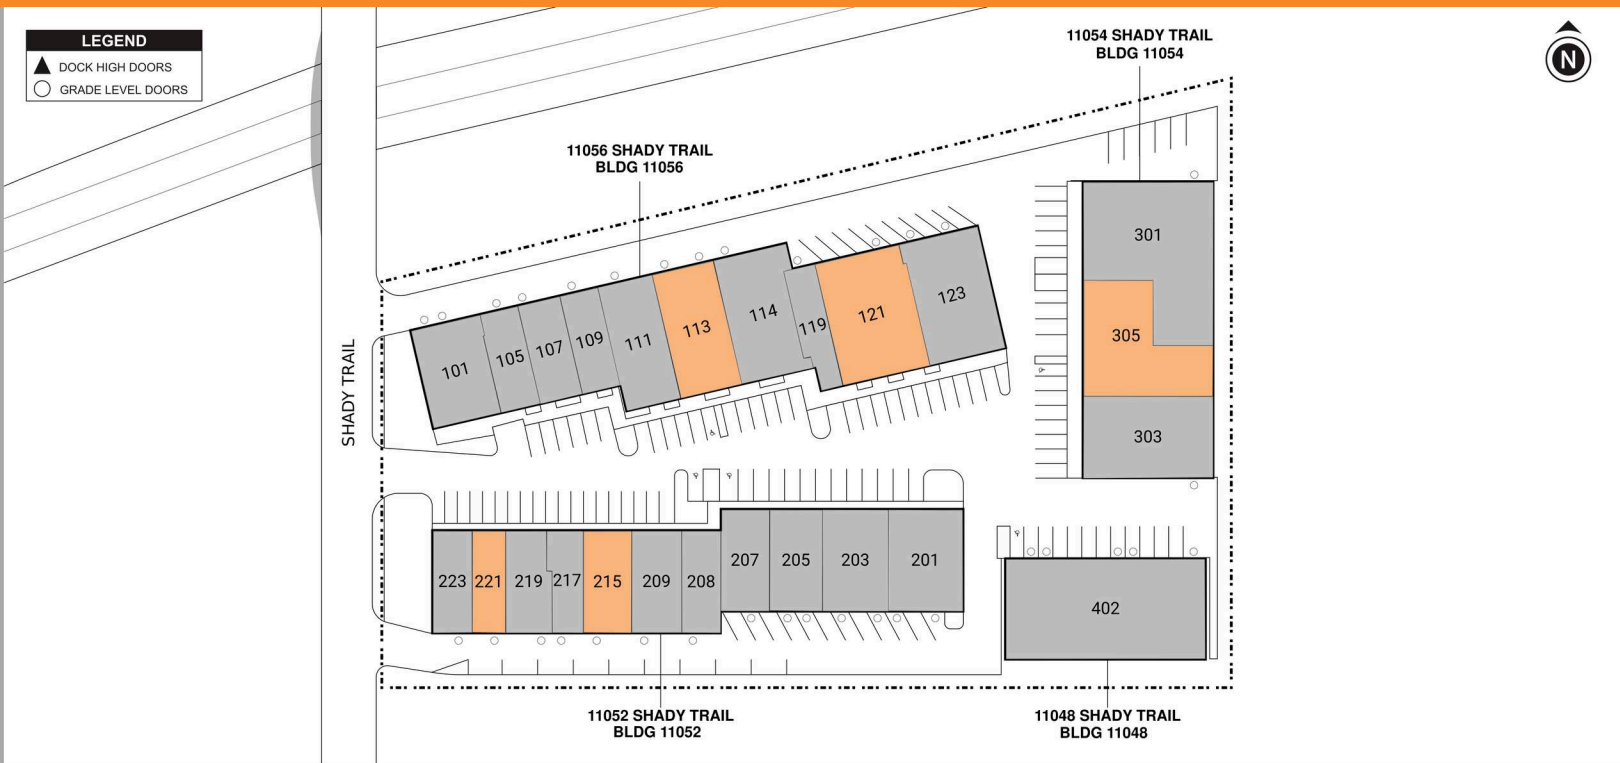 LEGEND
DOCK HIGH DOORS
GRADE LEVEL DOORS
11054 SHADY TRAIL
BLDG 11054
N
11056 SHADY TRAIL
BLDG 11056
SHADY TRAIL
101
105
107
109
111
113
114
119
121
123
301
305
303
223
221
219
217
215
209
208
207
205
203
201
402
11052 SHADY TRAIL
BLDG 11052
11048 SHADY TRAIL
BLDG 11048